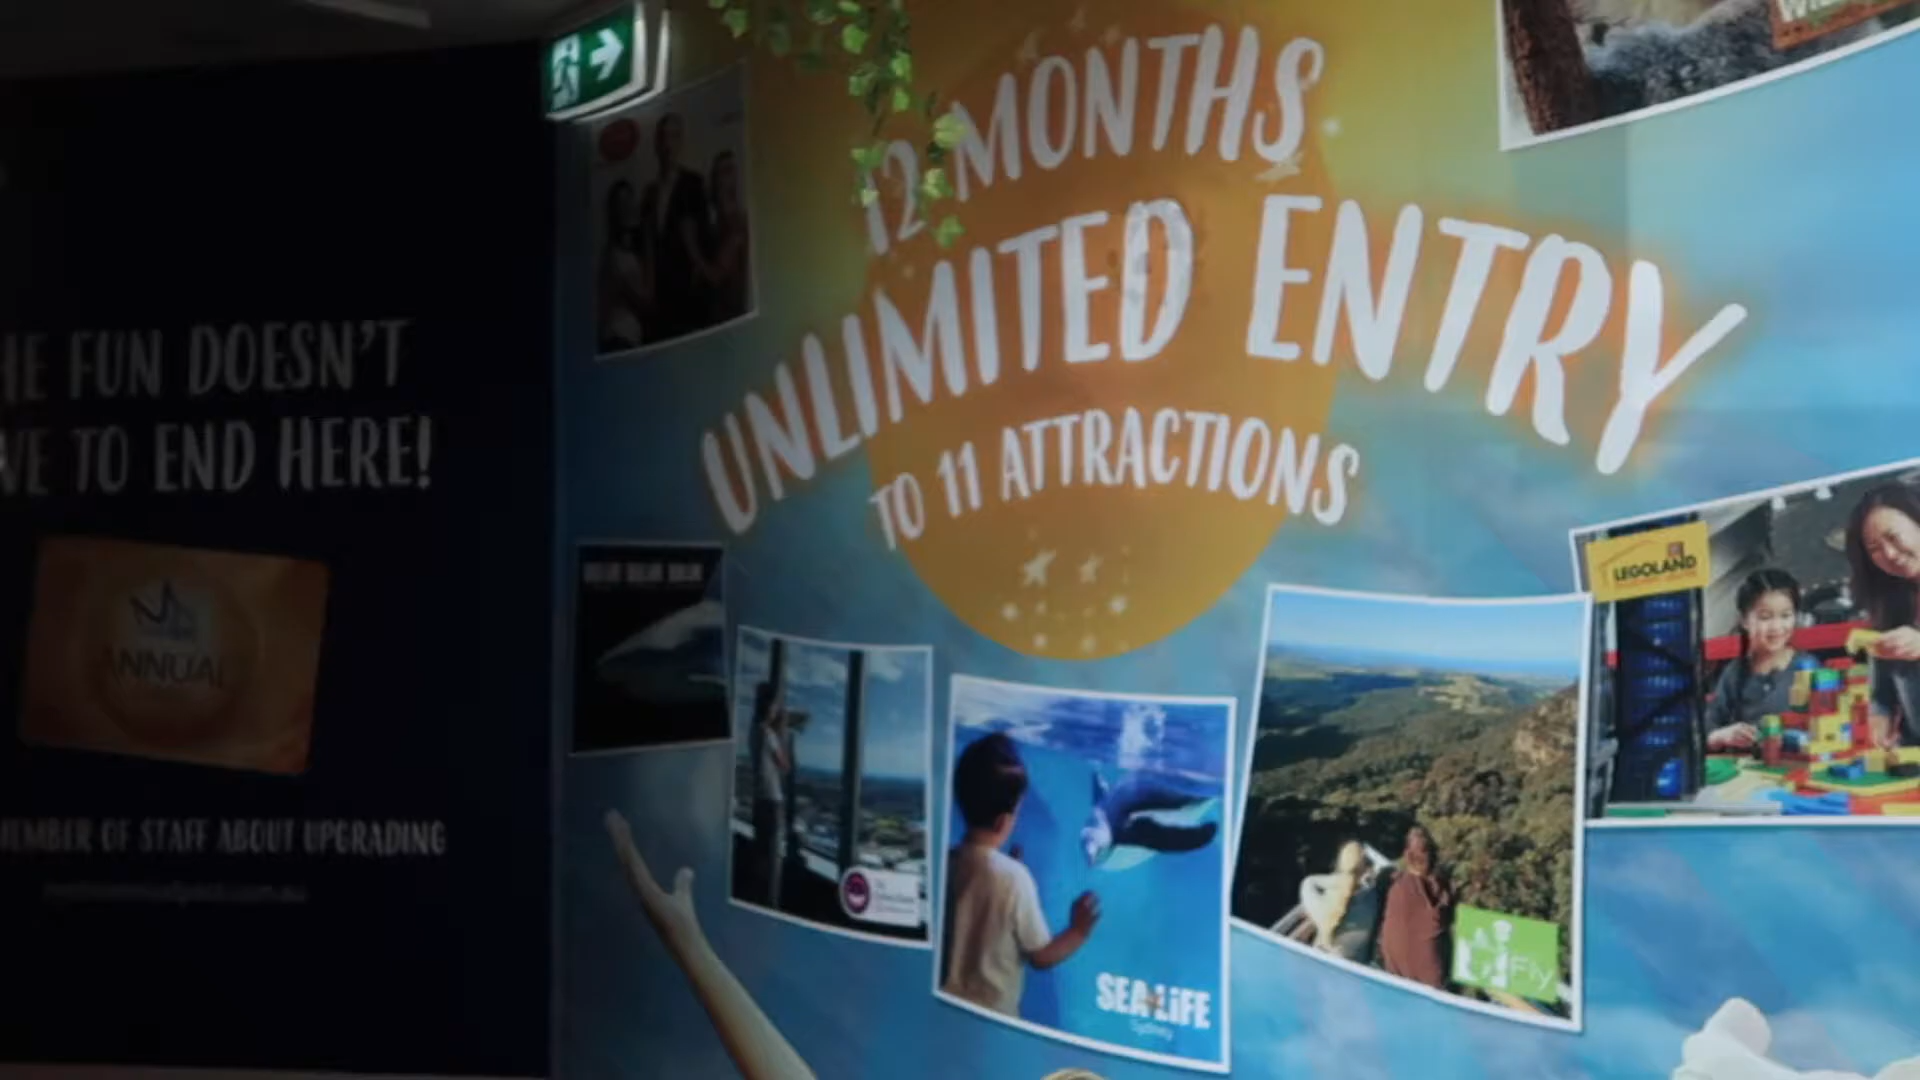 HE FUN DOESN'T
VE TO END HERE!
ANNUAL
MEMBER OF STAFF ABOUT UPGRADING
12 MONTHS
UNLIMITED ENTRY
TO 11 ATTRACTIONS
SEA LiFE
Sydney
Fly
LEGOLAND